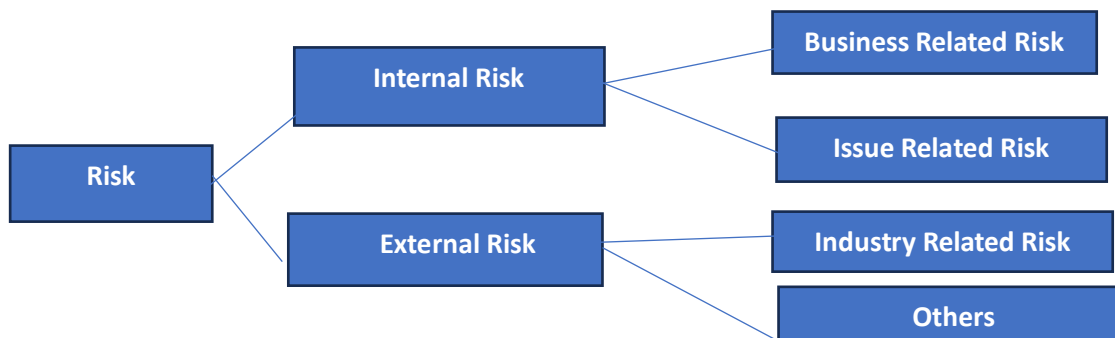 Business Related Risk
Internal Risk
Issue Related Risk
Risk
Industry Related Risk
External Risk
Others